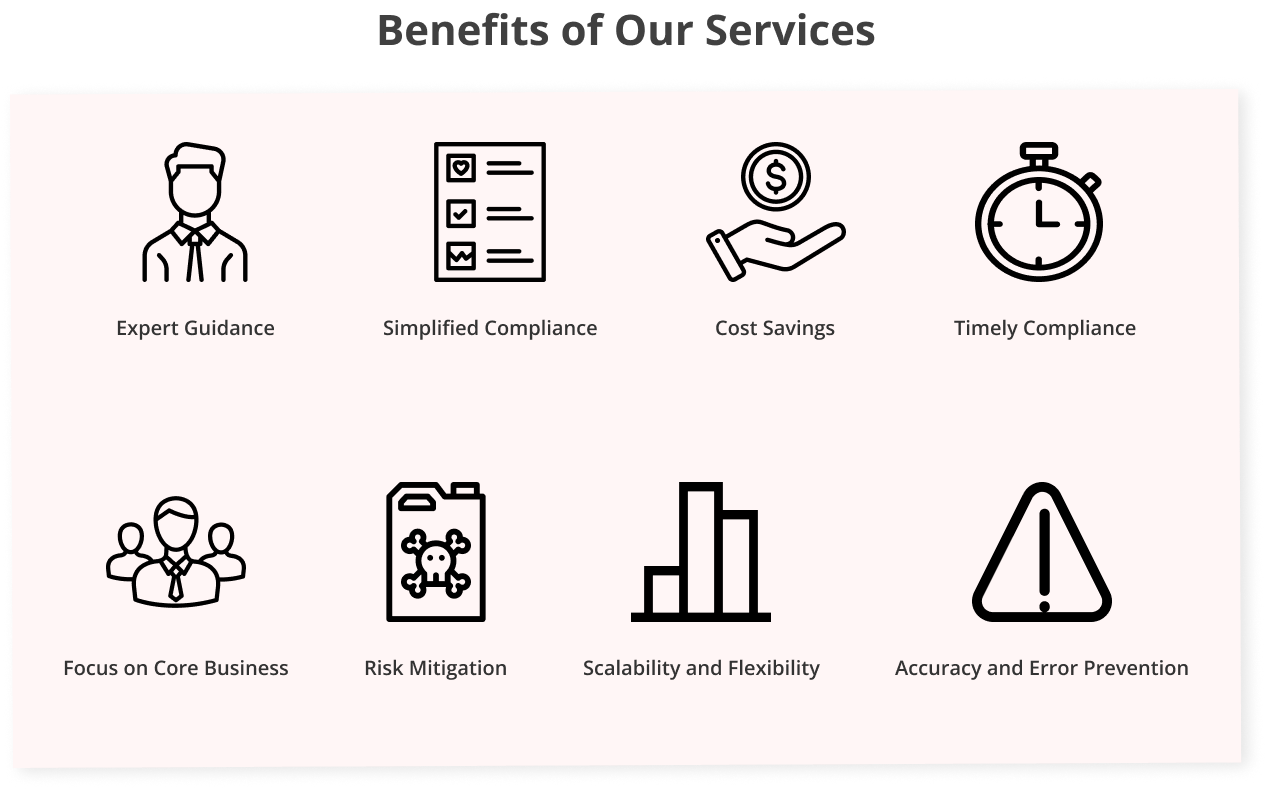 Benefits of Our Services
Expert Guidance
Simplified Compliance
Cost Savings
Timely Compliance
Focus on Core Business
Risk Mitigation
Scalability and Flexibility
Accuracy and Error Prevention